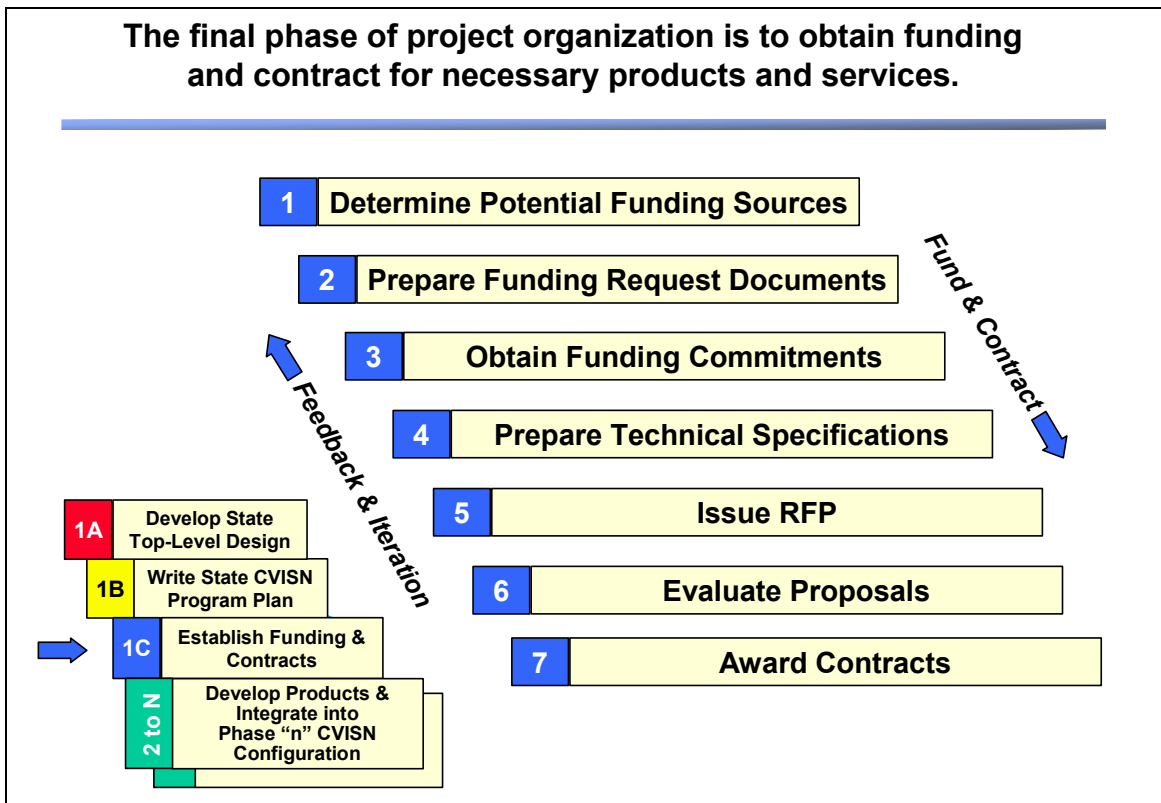 The final phase of project organization is to obtain funding
and contract for necessary products and services.
1 Determine Potential Funding Sources
2 Prepare Funding Request Documents
3 Obtain Funding Commitments
4 Prepare Technical Specifications
5 Issue RFP
6 Evaluate Proposals
7 Award Contracts
Fund & Contract
Feedback & Iteration
1A
Develop State
Top-Level Design
1B
Write State CVISN
Program Plan
1C
Establish Funding &
Contracts
2 to N
Develop Products &
Integrate into
Phase “n” CVISN
Configuration